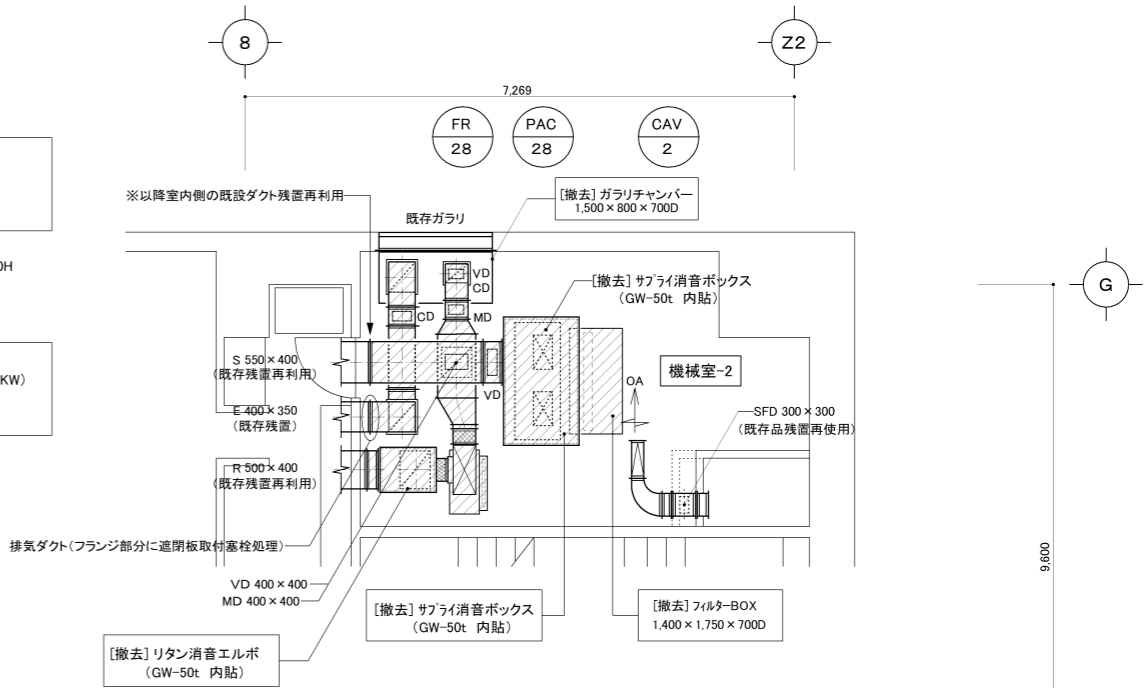 8
Z2
7,269
FR
28
PAC
28
CAV
2
※以降室内側の既設ダクト残置再利用
[撤去] ガラリチャンバー
1,500×800×700D
既存ガラリ
0H
G
VD
CD
[撤去] サプライ消音ボックス
(GW-50t 内貼)
CD
MD
S 550×400
(既存残置再利用)
機械室-2
KW)
VD
OA
E 400×350
(既存残置)
SFD 300×300
(既存品残置再使用)
R 500×400
(既存残置再利用)
排気ダクト(フランジ部分に遮閉板取付塞栓処理)
9,600
VD 400×400
MD 400×400
[撤去] サプライ消音ボックス
(GW-50t 内貼)
[撤去] フィルターBOX
1,400×1,750×700D
[撤去] リタン消音エルボ
(GW-50t 内貼)